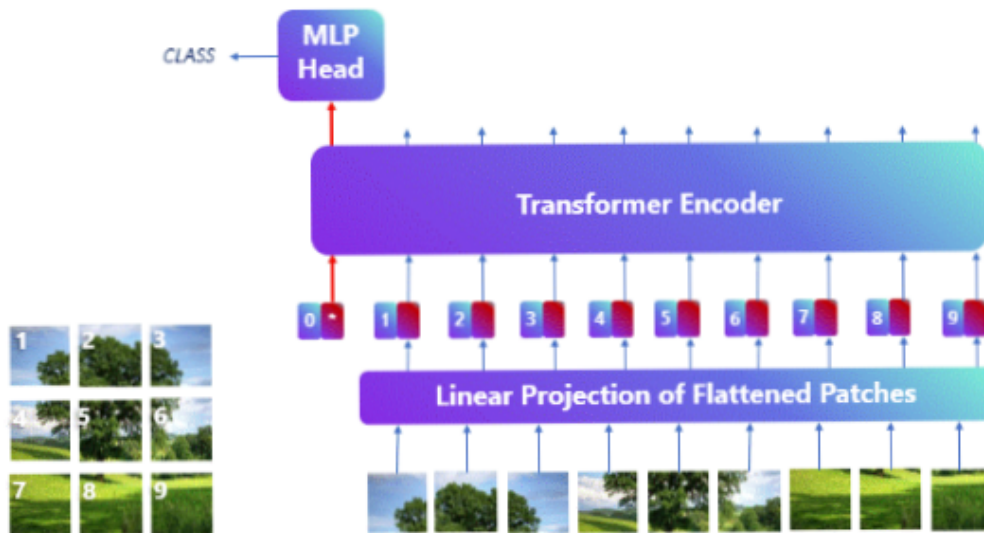 MLP
Head
CLASS
Transformer Encoder
0 * 1 2 3 4 5 6 7 8 9
1 2 3
4 5 6
7 8 9
Linear Projection of Flattened Patches